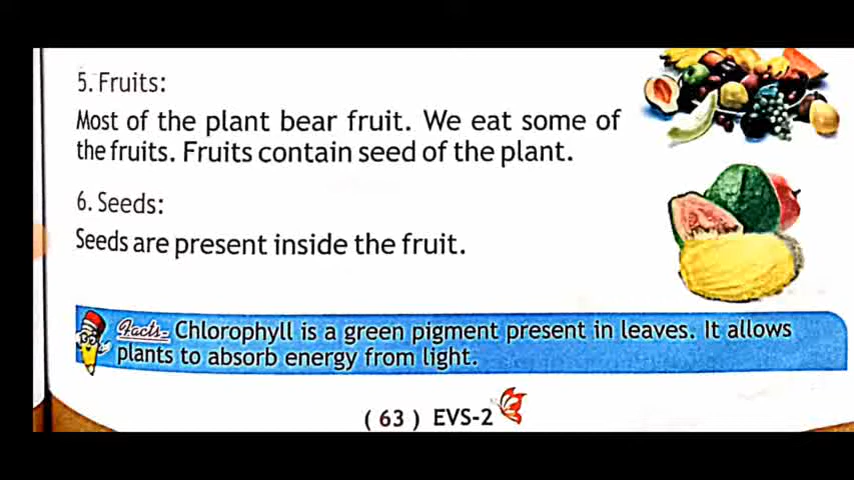 5. Fruits:
Most of the plant bear fruit. We eat some of
the fruits. Fruits contain seed of the plant.
6. Seeds:
Seeds are present inside the fruit.
Facts- Chlorophyll is a green pigment present in leaves. It allows
plants to absorb energy from light.
( 63 ) EVS-2